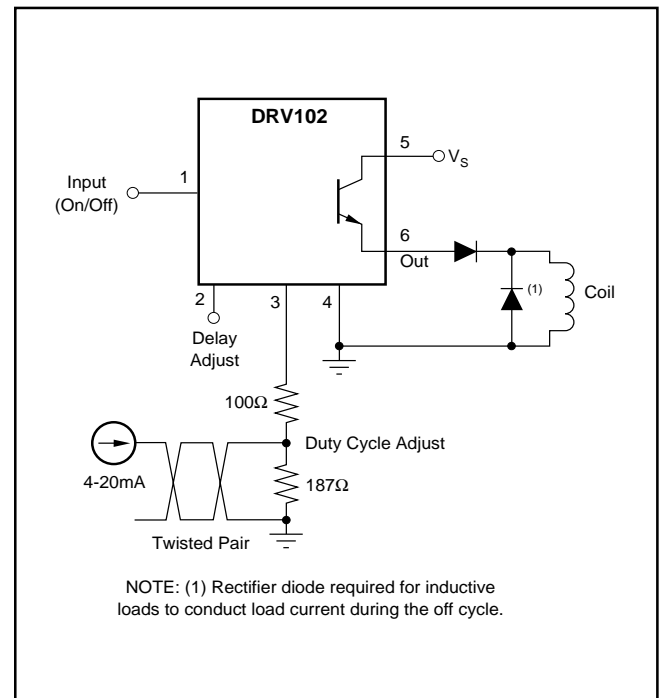 DRV102
5
V_S
1
Input
(On/Off)
6
Out
(1)
Coil
2
3
4
Delay
Adjust
100Ω
Duty Cycle Adjust
4-20mA
187Ω
Twisted Pair
NOTE: (1) Rectifier diode required for inductive
loads to conduct load current during the off cycle.